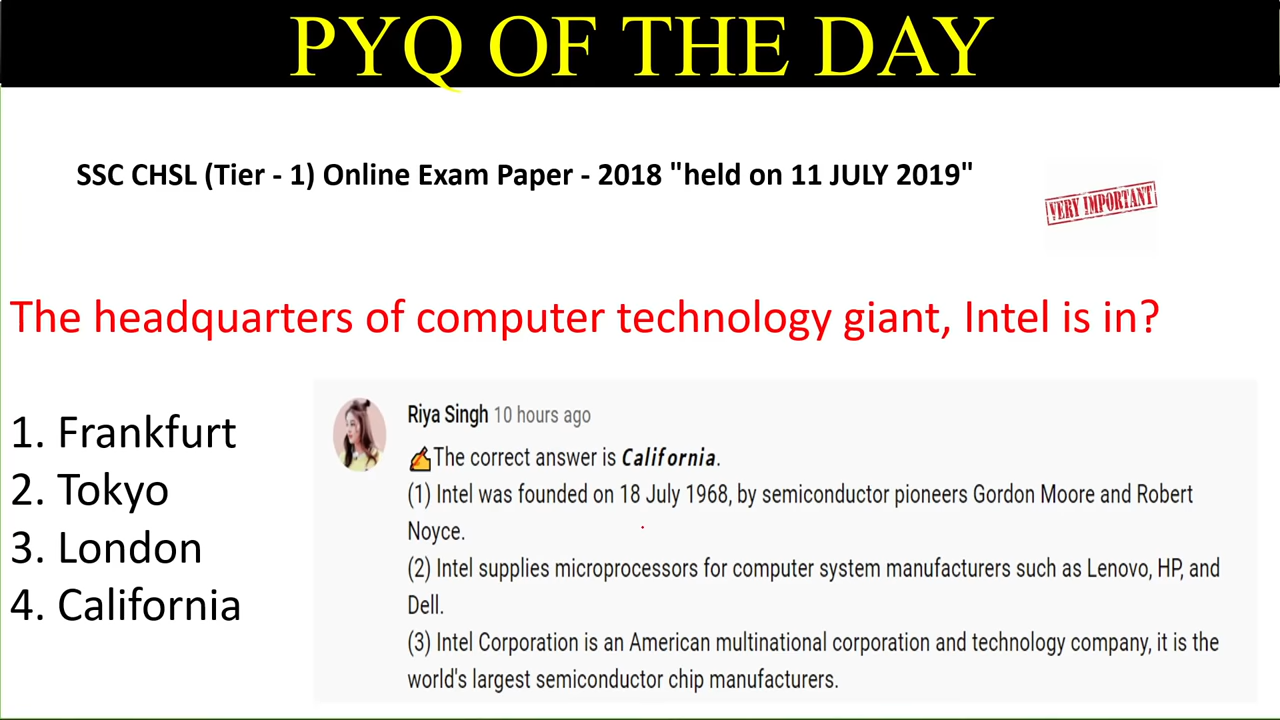 PYQ OF THE DAY
SSC CHSL (Tier - 1) Online Exam Paper - 2018 "held on 11 JULY 2019"
VERY IMPORTANT
The headquarters of computer technology giant, Intel is in?
1. Frankfurt
2. Tokyo
3. London
4. California
Riya Singh 10 hours ago
✍The correct answer is California.
(1) Intel was founded on 18 July 1968, by semiconductor pioneers Gordon Moore and Robert
Noyce.
(2) Intel supplies microprocessors for computer system manufacturers such as Lenovo, HP, and
Dell.
(3) Intel Corporation is an American multinational corporation and technology company, it is the
world's largest semiconductor chip manufacturers.